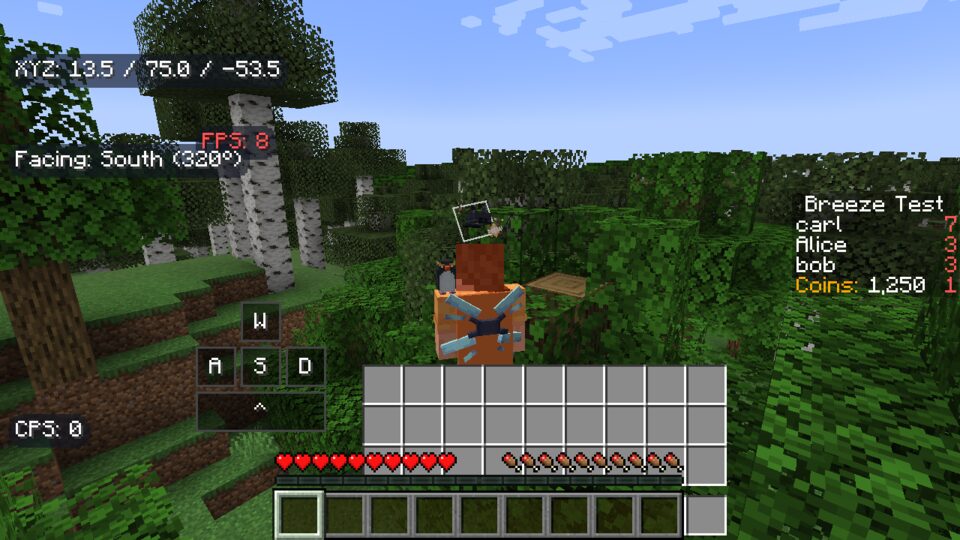 XYZ: 13.5 / 75.0 / -53.5
FPS: 8
Facing: South (320°)
Breeze Test
carl 7
Alice 3
bob 3
Coins: 1,250 1
W
A S D
^
CPS: 0